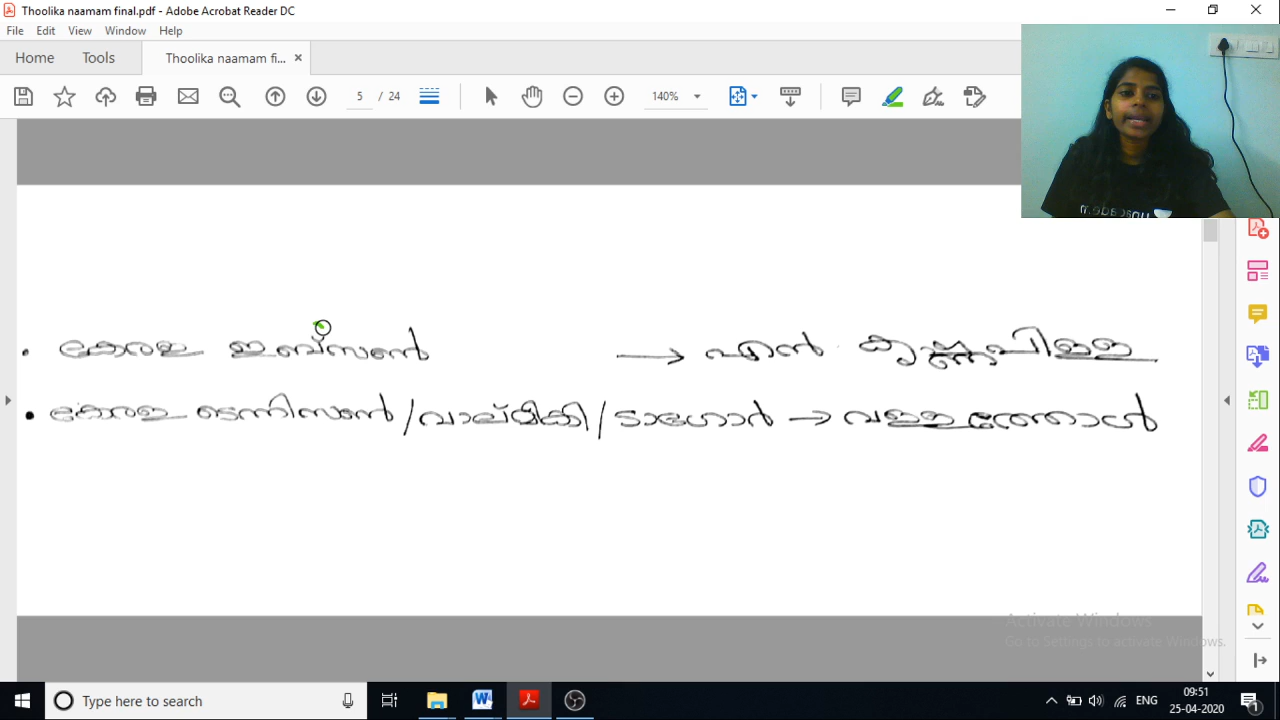 Thoolika naamam final.pdf - Adobe Acrobat Reader DC
File Edit View Window Help
Home Tools Thoolika naamam fi... ×
5 / 24 140%
• കേരള ഇബ്സൻ → എൻ കൃഷ്ണപിള്ള
• കേരള ടെന്നിസൺ/വാല്മീകി/ടാഗോർ → വള്ളത്തോൾ
Activate Windows
Go to Settings to activate Windows.
Type here to search
ENG
09:51
25-04-2020
1